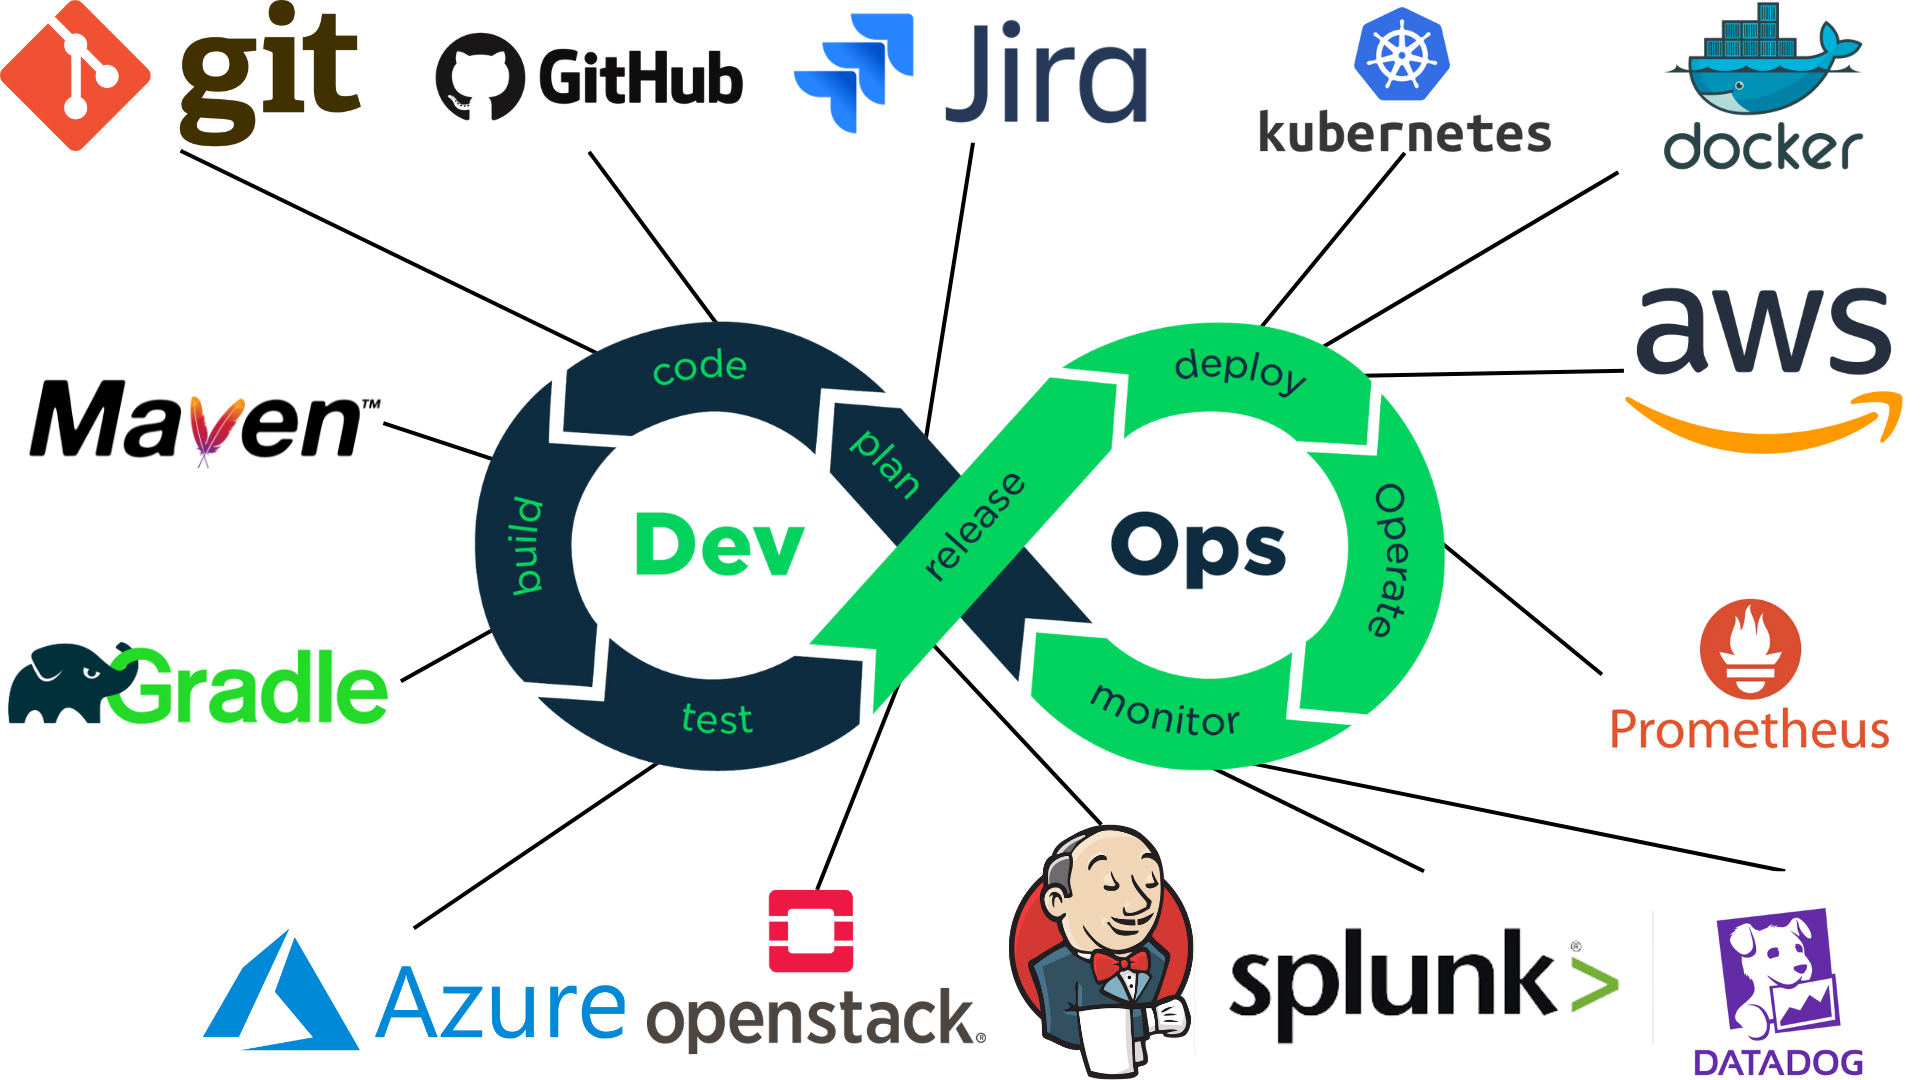 git
GitHub
Jira
kubernetes
docker
aws
Maven™
Gradle
code
plan
build
test
release
deploy
Operate
monitor
Dev
Ops
Prometheus
Azure
openstack®
splunk>®
DATADOG